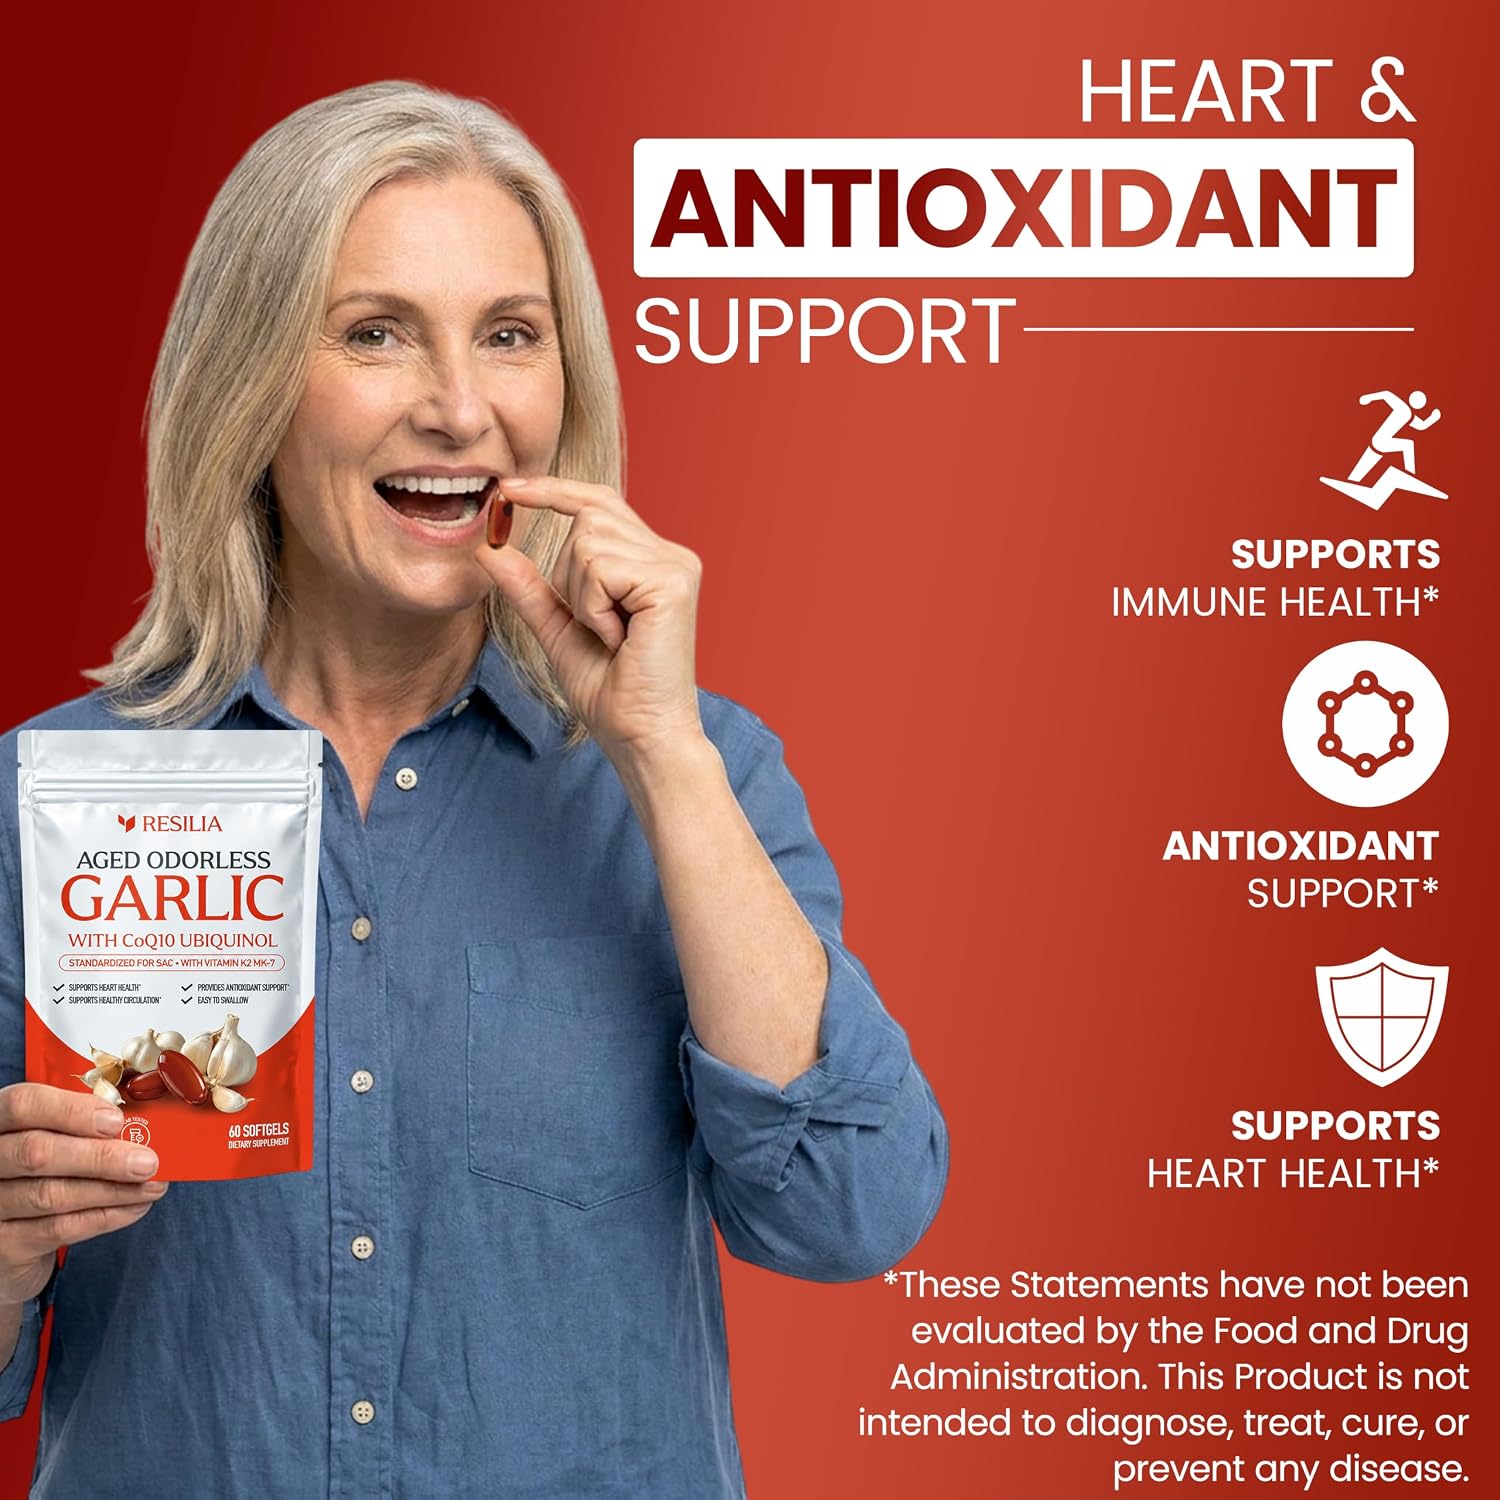 HEART &
ANTIOXIDANT
SUPPORT
SUPPORTS
IMMUNE HEALTH*
ANTIOXIDANT
SUPPORT*
SUPPORTS
HEART HEALTH*
*These Statements have not been
evaluated by the Food and Drug
Administration. This Product is not
intended to diagnose, treat, cure, or
prevent any disease.
RESILIA
AGED ODORLESS
GARLIC
WITH CoQ10 UBIQUINOL
STANDARDIZED FOR SAC • WITH VITAMIN K2 MK-7
SUPPORTS HEART HEALTH*
PROVIDES ANTIOXIDANT SUPPORT*
SUPPORTS HEALTHY CIRCULATION*
EASY TO SWALLOW
TESTED
60 SOFTGELS
DIETARY SUPPLEMENT